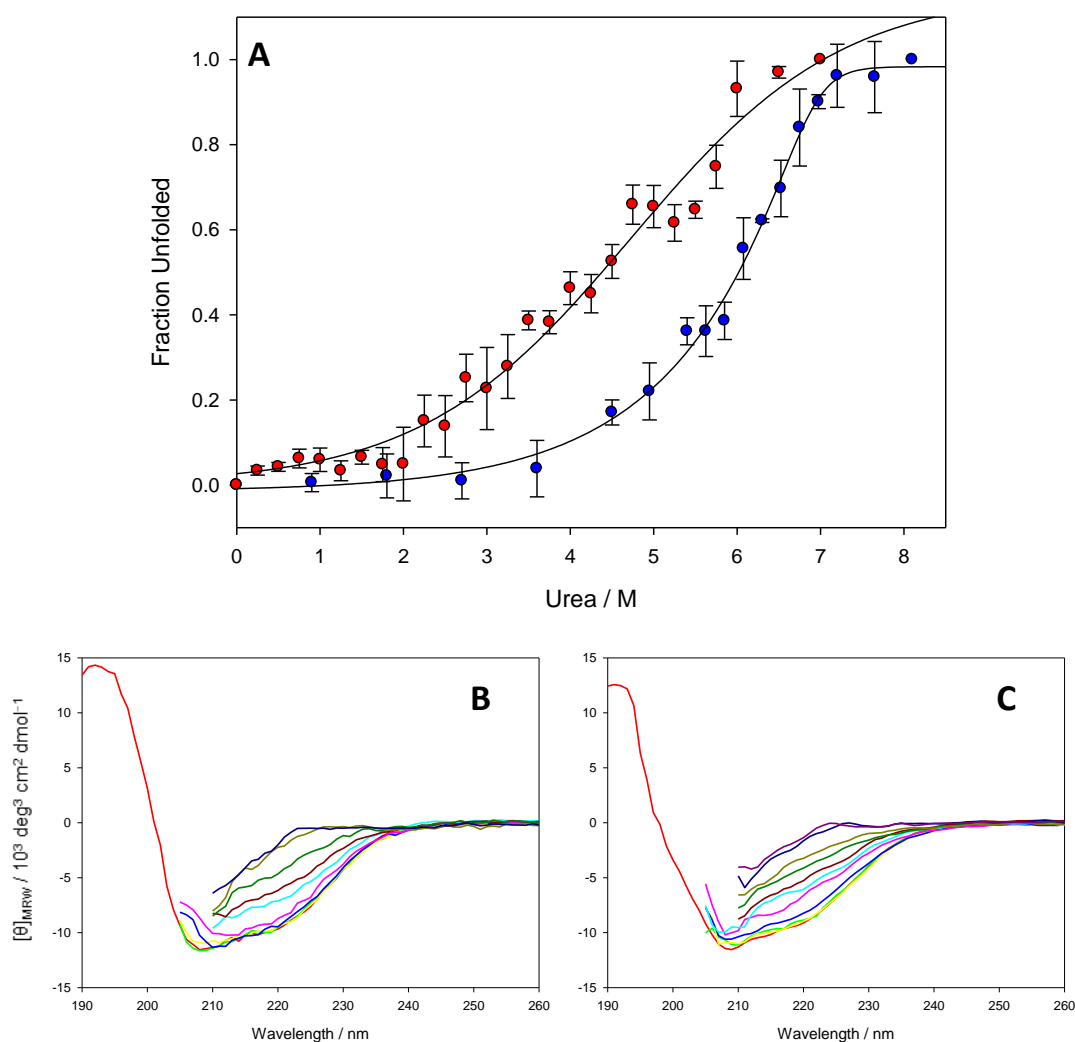 A
Fraction Unfolded
1.0
0.8
0.6
0.4
0.2
0.0
0 1 2 3 4 5 6 7 8
Urea / M
B
[θ]MRW / 10³ deg³ cm² dmol⁻¹
15
10
5
0
-5
-10
-15
190 200 210 220 230 240 250 260
Wavelength / nm
C
15
10
5
0
-5
-10
-15
190 200 210 220 230 240 250 260
Wavelength / nm